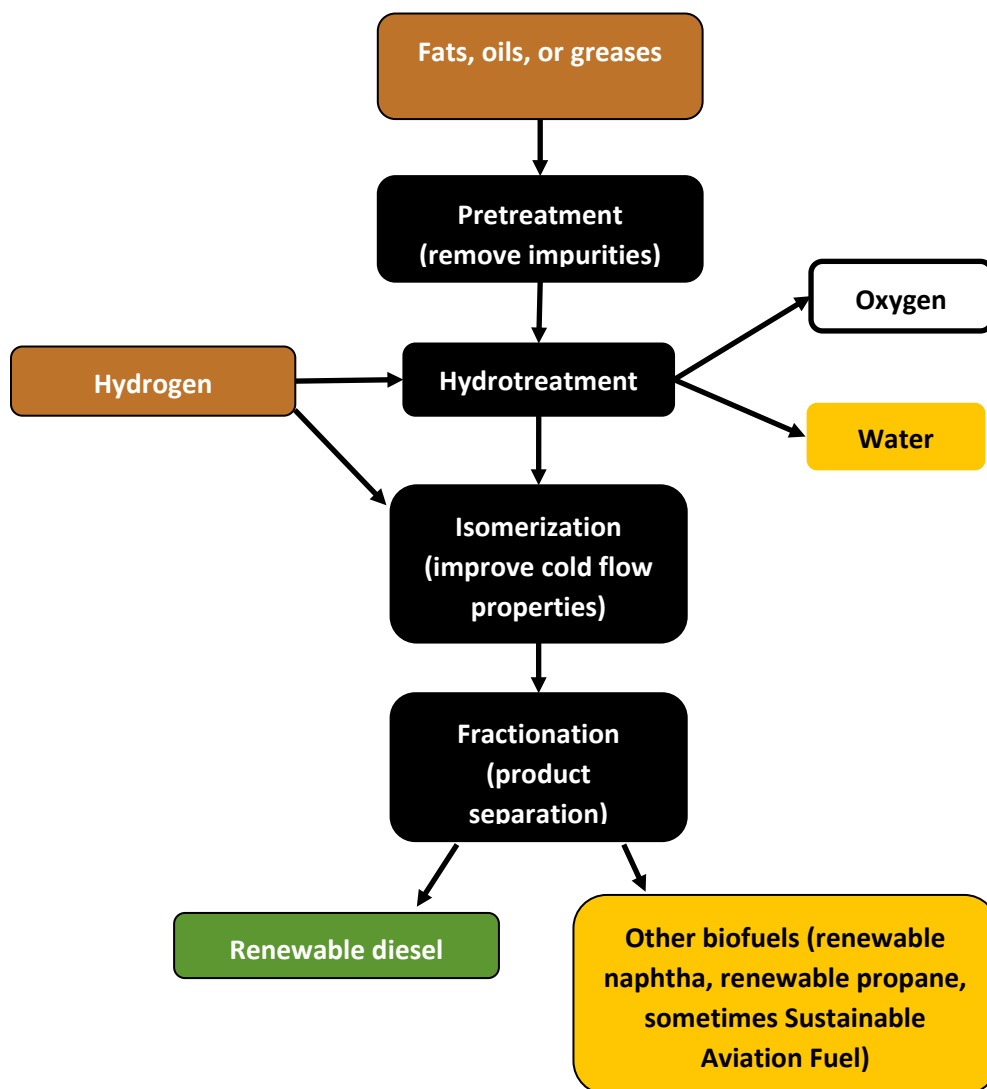 Fats, oils, or greases
Pretreatment
(remove impurities)
Oxygen
Hydrogen
Hydrotreatment
Water
Isomerization
(improve cold flow
properties)
Fractionation
(product
separation)
Renewable diesel
Other biofuels (renewable
naphtha, renewable propane,
sometimes Sustainable
Aviation Fuel)